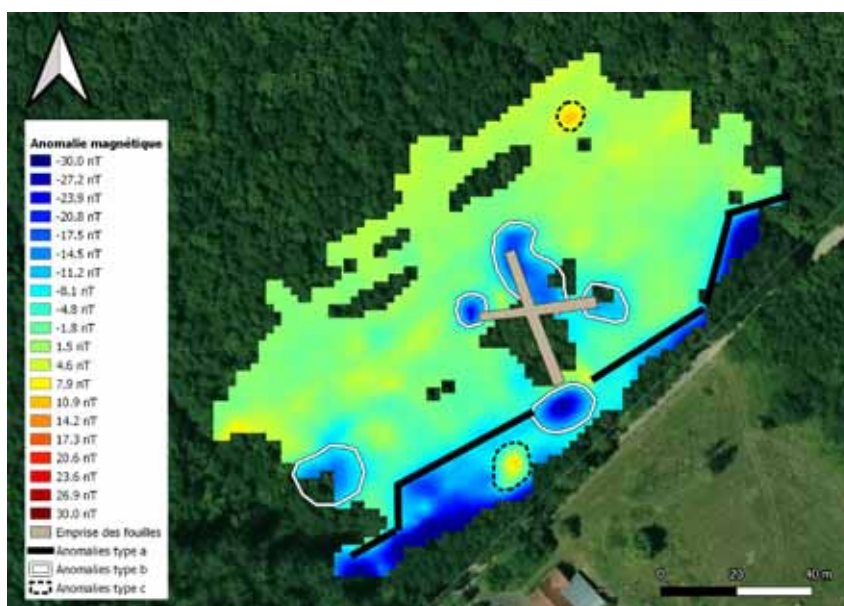 Anomalie magnétique
-30.0 nT
-27.2 nT
-23.9 nT
-20.8 nT
-17.5 nT
-14.5 nT
-11.2 nT
-8.1 nT
-4.8 nT
-1.8 nT
1.5 nT
4.6 nT
7.9 nT
10.9 nT
14.2 nT
17.3 nT
20.6 nT
23.6 nT
26.9 nT
30.0 nT
Emprise des fouilles
Anomalies type a
Anomalies type b
Anomalies type c
0 20 40 m